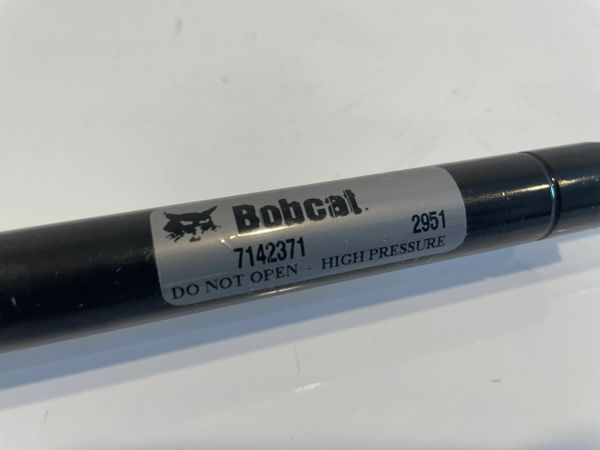 Bobcat.
7142371 2951
DO NOT OPEN - HIGH PRESSURE